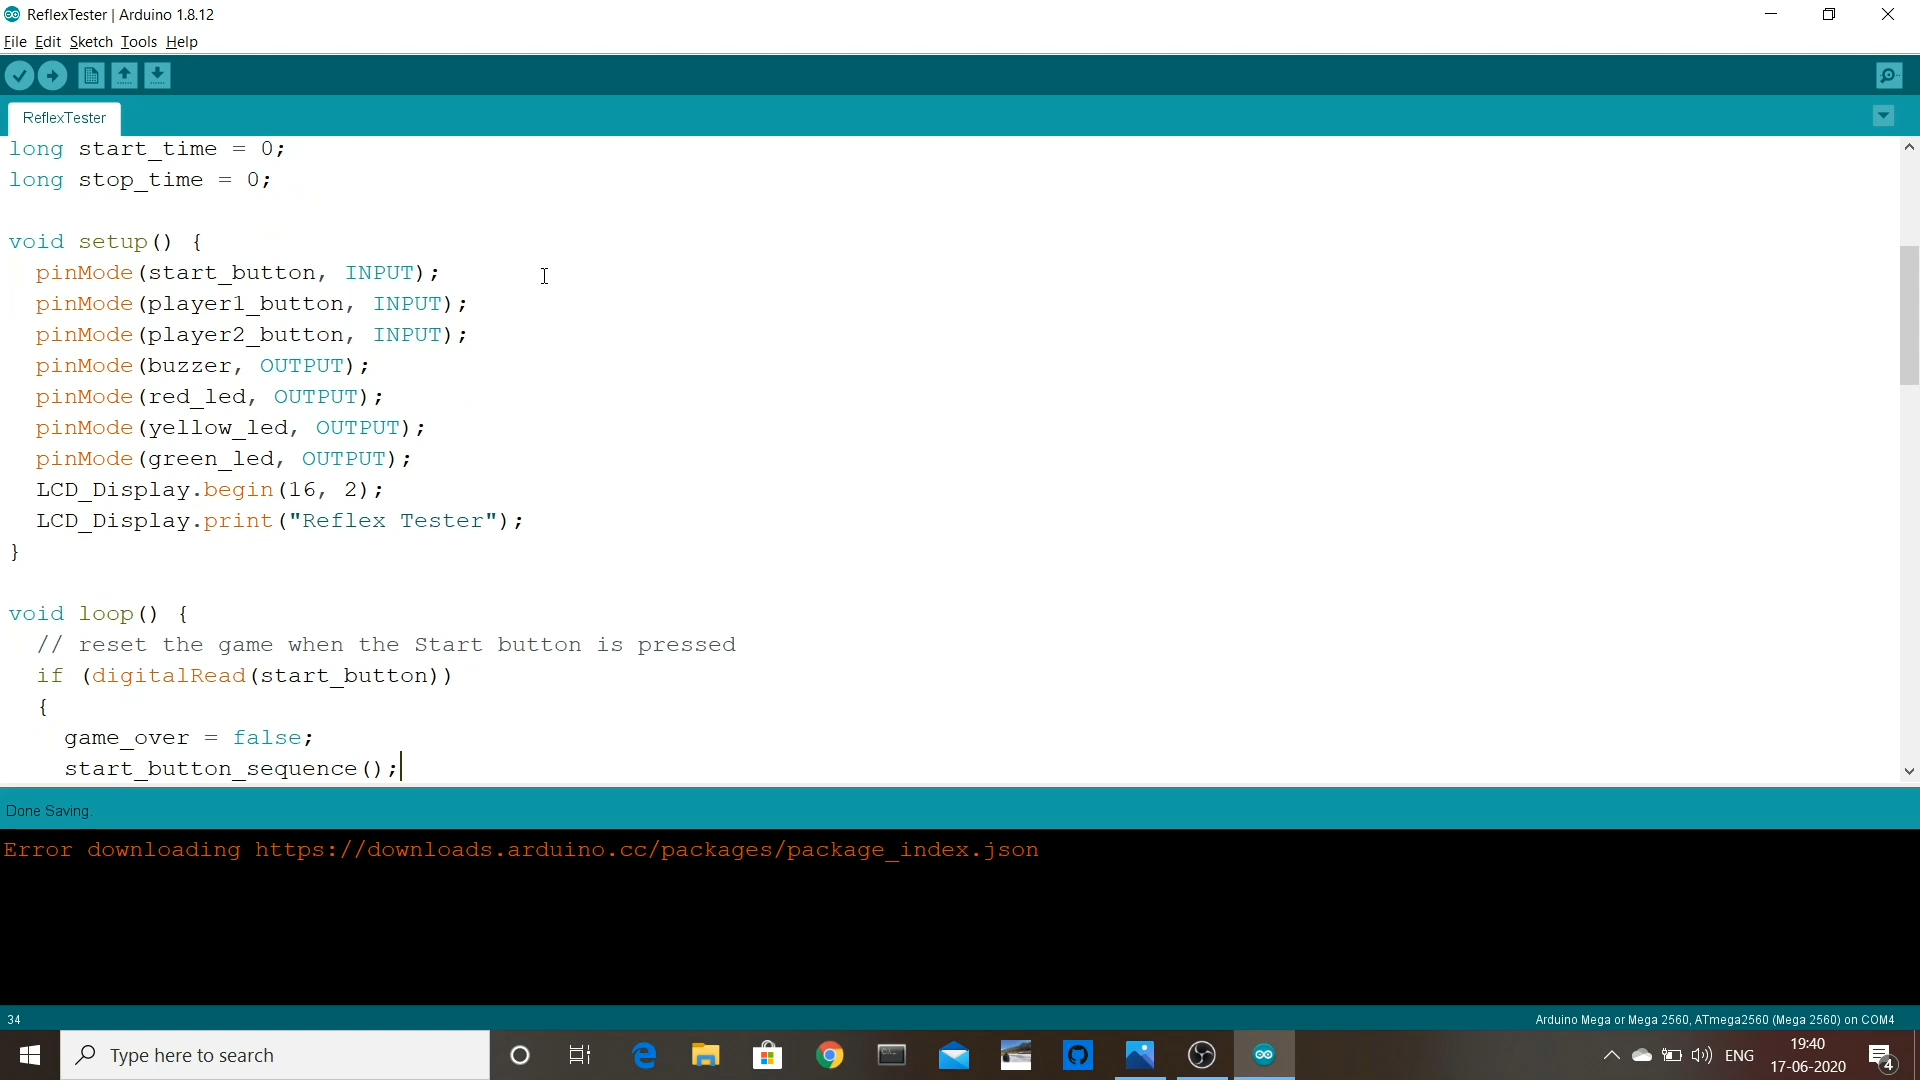 ReflexTester | Arduino 1.8.12
File Edit Sketch Tools Help
ReflexTester
long start_time = 0;
long stop_time = 0;
void setup() {
pinMode(start_button, INPUT);
pinMode(player1_button, INPUT);
pinMode(player2_button, INPUT);
pinMode(buzzer, OUTPUT);
pinMode(red_led, OUTPUT);
pinMode(yellow_led, OUTPUT);
pinMode(green_led, OUTPUT);
LCD_Display.begin(16, 2);
LCD_Display.print("Reflex Tester");
}
void loop() {
// reset the game when the Start button is pressed
if (digitalRead(start_button))
{
game_over = false;
start_button_sequence();
Done Saving.
Error downloading https://downloads.arduino.cc/packages/package_index.json
34
Arduino Mega or Mega 2560, ATmega2560 (Mega 2560) on COM4
Type here to search
ENG
19:40
17-06-2020
4